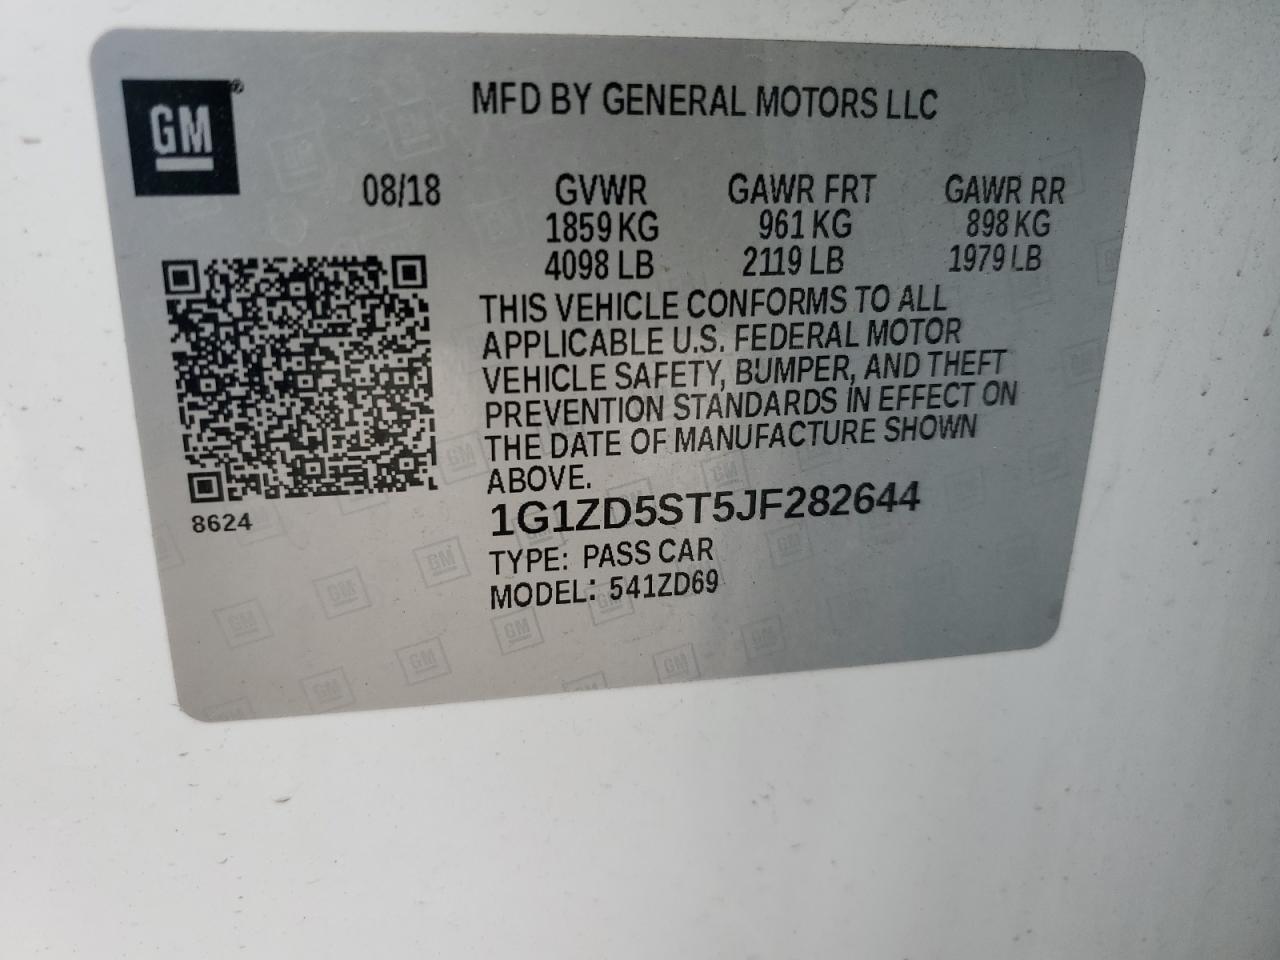 GM®
MFD BY GENERAL MOTORS LLC
08/18 GVWR GAWR FRT GAWR RR
1859 KG 961 KG 898 KG
4098 LB 2119 LB 1979 LB
THIS VEHICLE CONFORMS TO ALL
APPLICABLE U.S. FEDERAL MOTOR
VEHICLE SAFETY, BUMPER, AND THEFT
PREVENTION STANDARDS IN EFFECT ON
THE DATE OF MANUFACTURE SHOWN
ABOVE.
8624
1G1ZD5ST5JF282644
TYPE: PASS CAR
MODEL: 541ZD69